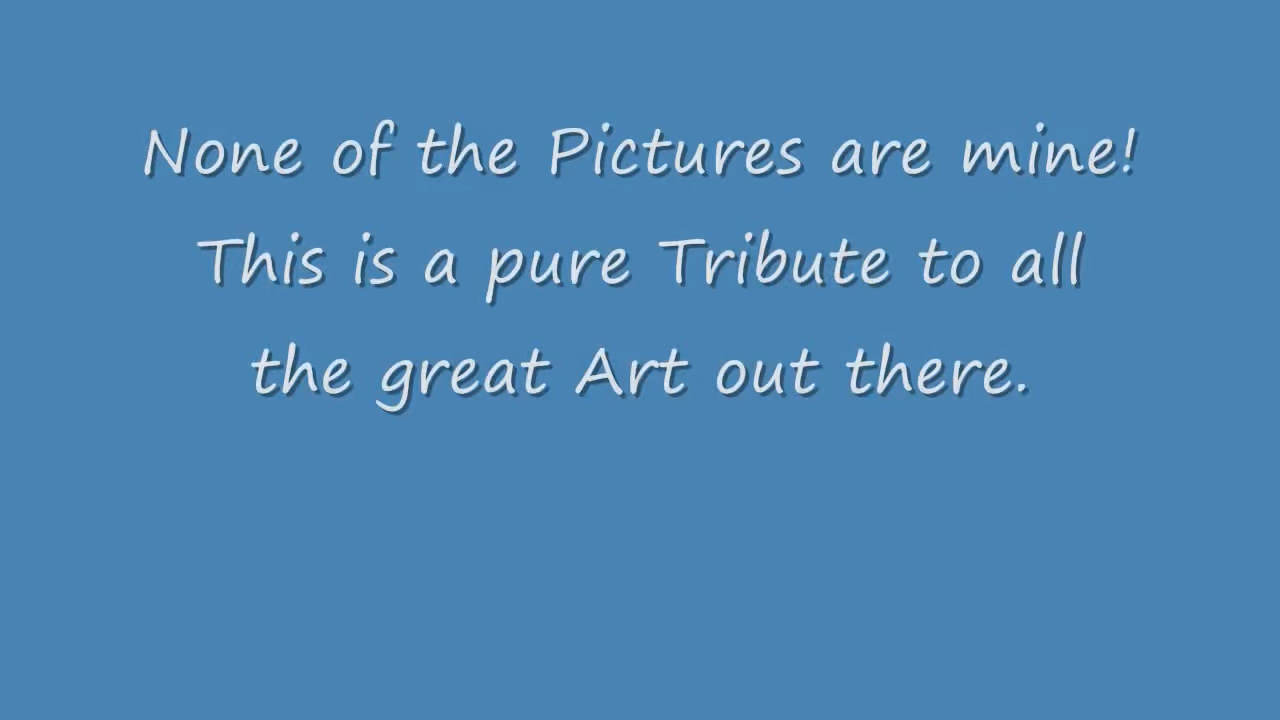 None of the Pictures are mine!
This is a pure Tribute to all
the great Art out there.